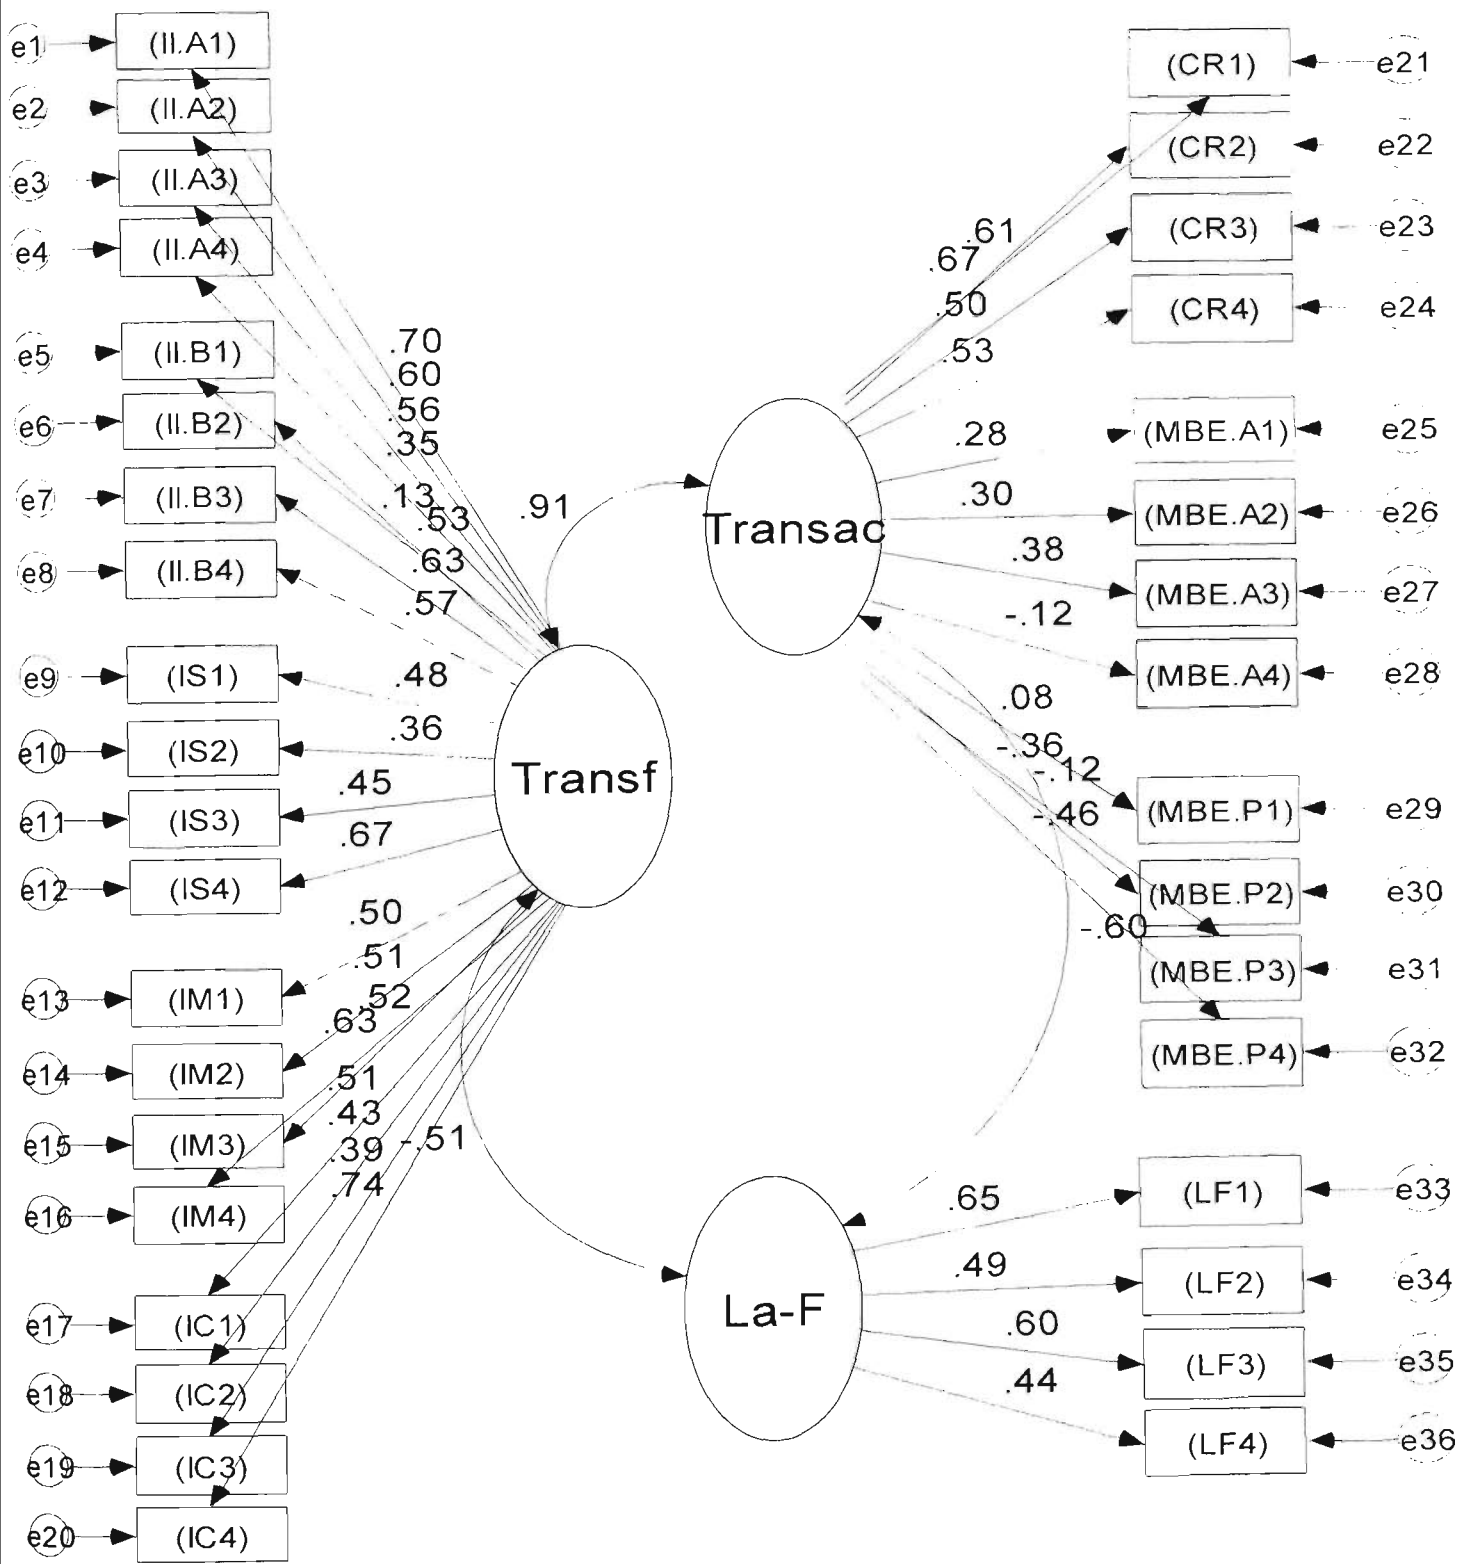 e1 (II.A1)
e2 (II.A2)
e3 (II.A3)
e4 (II.A4)
e5 (II.B1)
e6 (II.B2)
e7 (II.B3)
e8 (II.B4)
e9 (IS1)
e10 (IS2)
e11 (IS3)
e12 (IS4)
e13 (IM1)
e14 (IM2)
e15 (IM3)
e16 (IM4)
e17 (IC1)
e18 (IC2)
e19 (IC3)
e20 (IC4)
.70
.60
.56
.35
.13
.53
.63
.57
.48
.36
.45
.67
.50
.51
.52
.63
.51
.43
.39
.74
Transf
.91
-.51
.08
Transac
.61
.67
.50
.53
.28
.30
.38
-.12
-.36
-.12
-.46
-.60
(CR1) e21
(CR2) e22
(CR3) e23
(CR4) e24
(MBE.A1) e25
(MBE.A2) e26
(MBE.A3) e27
(MBE.A4) e28
(MBE.P1) e29
(MBE.P2) e30
(MBE.P3) e31
(MBE.P4) e32
La-F
.65
.49
.60
.44
(LF1) e33
(LF2) e34
(LF3) e35
(LF4) e36